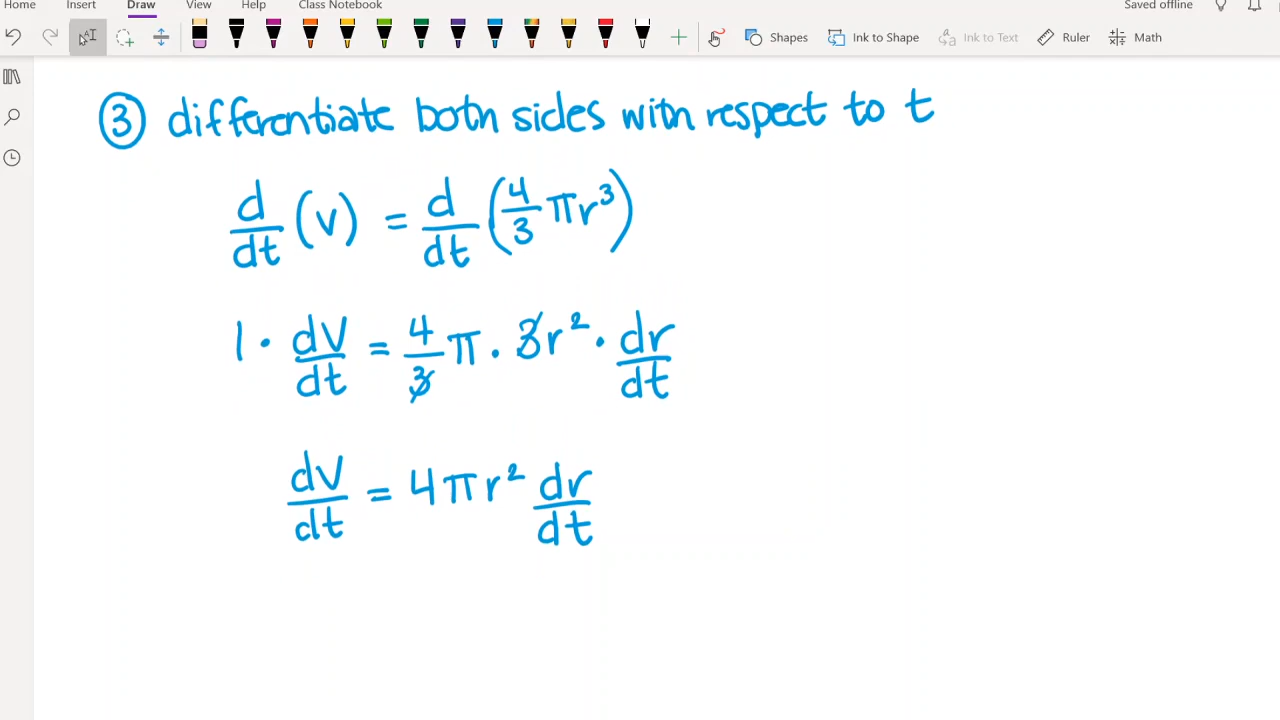 Home Insert Draw View Help Class Notebook Saved offline
Shapes Ink to Shape Ink to Text Ruler Math
③ differentiate both sides with respect to t
d/dt (v) = d/dt (4/3 πr³)
1 · dV/dt = 4/3 π · 3r² · dr/dt
dV/dt = 4πr² dr/dt